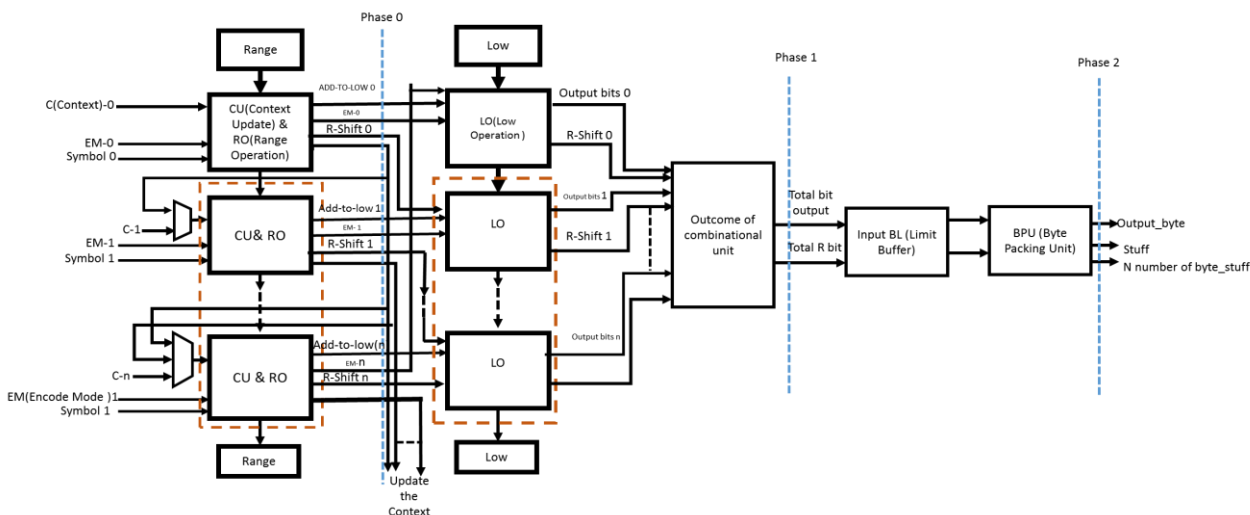 Phase 0
Range
Low
Phase 1
Phase 2
C(Context)-0
EM-0
Symbol 0
CU(Context
Update) &
RO(Range
Operation)
ADD-TO-LOW 0
EM-0
R-Shift 0
LO(Low
Operation)
Output bits 0
R-Shift 0
C-1
EM-1
Symbol 1
CU& RO
Add-to-low 1
EM- 1
R-Shift 1
LO
Output bits 1
R-Shift 1
Outcome of
combinational
unit
Total bit
output
Total R bit
Input BL (Limit
Buffer)
BPU (Byte
Packing Unit)
Output_byte
Stuff
N number of byte_stuff
C-n
EM(Encode Mode )1
Symbol 1
CU & RO
Add-to-low(n
EM-n
R-Shift n
LO
Output bits n
Range
Low
Update
the
Context